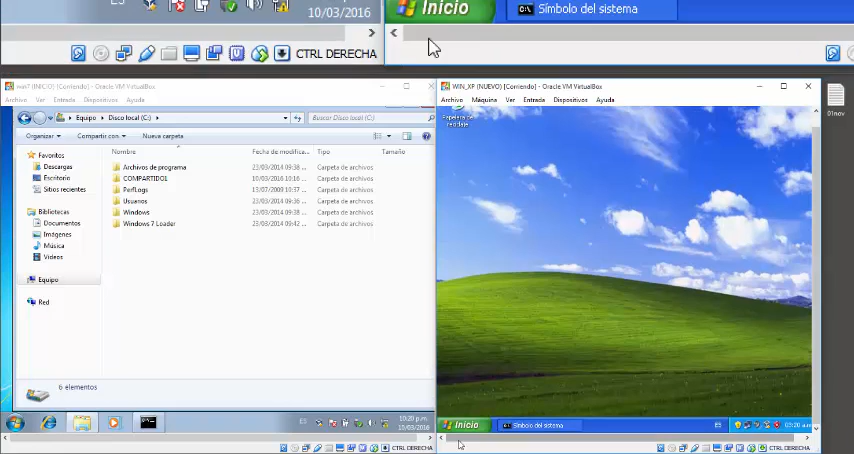 ES
10/03/2016
CTRL DERECHA
Inicio
Símbolo del sistema
win7 (INICIO) [Corriendo] - Oracle VM VirtualBox
Archivo Ver Entrada Dispositivos Ayuda
Equipo Disco local (C:)
Buscar Disco local (C:)
Organizar Compartir con Nueva carpeta
Nombre Fecha de modifica... Tipo Tamaño
Favoritos
Descargas
Escritorio
Sitios recientes
Bibliotecas
Documentos
Imágenes
Música
Vídeos
Equipo
Red
Archivos de programa 23/03/2014 09:38 ... Carpeta de archivos
COMPARTIDO1 10/03/2016 10:16 ... Carpeta de archivos
PerfLogs 13/07/2009 10:37 ... Carpeta de archivos
Usuarios 23/03/2014 09:36 ... Carpeta de archivos
Windows 23/03/2014 09:38 ... Carpeta de archivos
Windows 7 Loader 23/03/2014 09:42 ... Carpeta de archivos
6 elementos
ES
10:20 p.m.
10/03/2016
CTRL DERECHA
WIN_XP (NUEVO) [Corriendo] - Oracle VM VirtualBox
Archivo Máquina Ver Entrada Dispositivos Ayuda
Papelera de
reciclaje
Inicio
Símbolo del sistema
ES
CTRL DERECHA
01nov